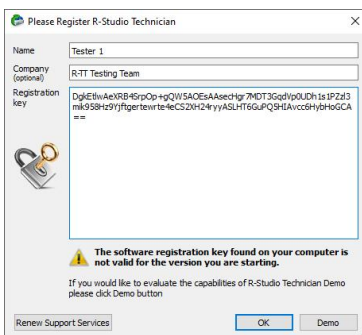 Please Register R-Studio Technician
Name
Tester 1
Company
(optional)
R-TT Testing Team
Registration
key
DgkEtlwAeXRB4SrpOp+gQW5AOEsAAsecHgr7MDT3GqdVp0UDh1s1PZzl3
mik958Hz9Yjftgertewrte4eCS2XH24ryyASLHT6GuPQ5HIAvcc6HybHoGCA
==
The software registration key found on your computer is
not valid for the version you are starting.
If you would like to evaluate the capabilities of R-Studio Technician Demo
please click Demo button
Renew Support Services
OK
Demo